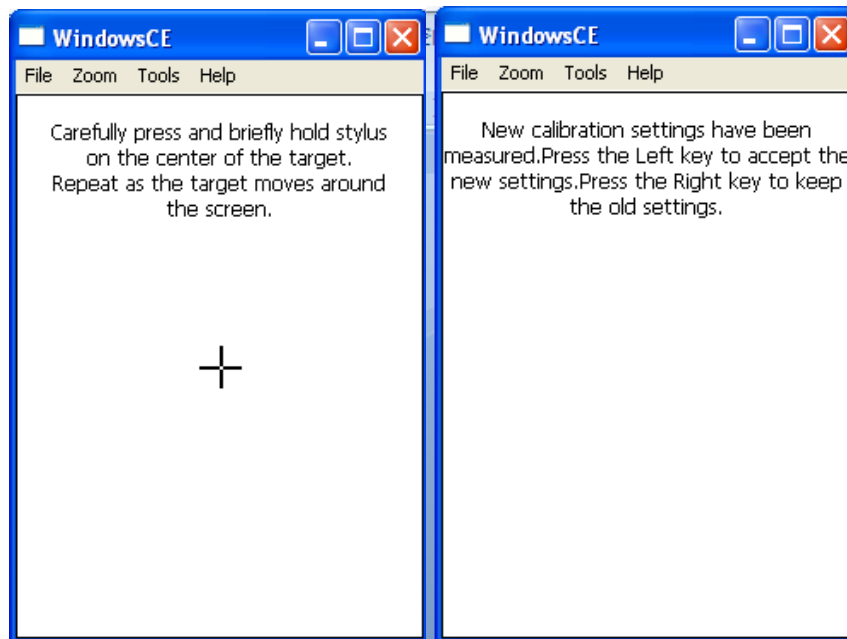 WindowsCE
File Zoom Tools Help
Carefully press and briefly hold stylus
on the center of the target.
Repeat as the target moves around
the screen.
WindowsCE
File Zoom Tools Help
New calibration settings have been
measured.Press the Left key to accept the
new settings.Press the Right key to keep
the old settings.